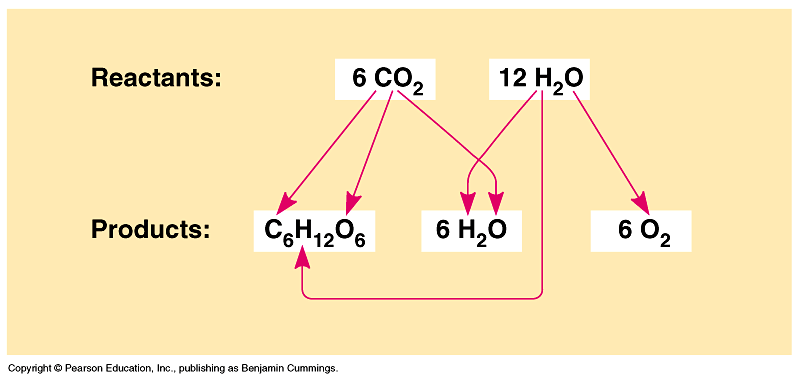 Reactants: 6 CO₂ 12 H₂O
Products: C₆H₁₂O₆ 6 H₂O 6 O₂
Copyright © Pearson Education, Inc., publishing as Benjamin Cummings.